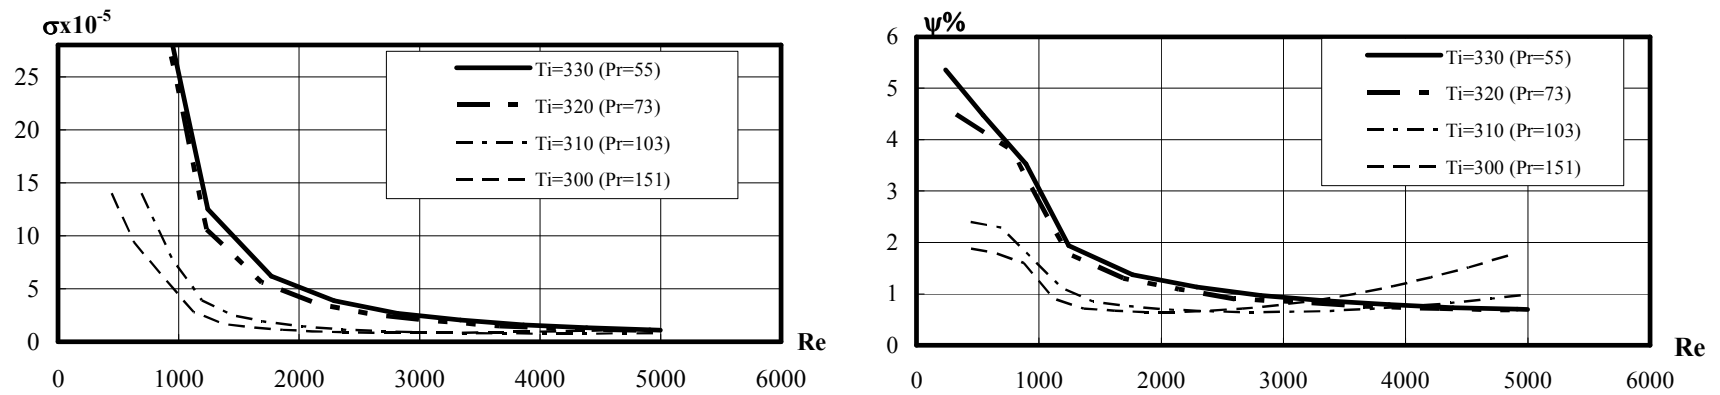 σx10-5
25
20
15
10
5
0
0 1000 2000 3000 4000 5000 6000
Re
Ti=330 (Pr=55)
Ti=320 (Pr=73)
Ti=310 (Pr=103)
Ti=300 (Pr=151)
ψ%
6
5
4
3
2
1
0
0 1000 2000 3000 4000 5000 6000
Re
Ti=330 (Pr=55)
Ti=320 (Pr=73)
Ti=310 (Pr=103)
Ti=300 (Pr=151)